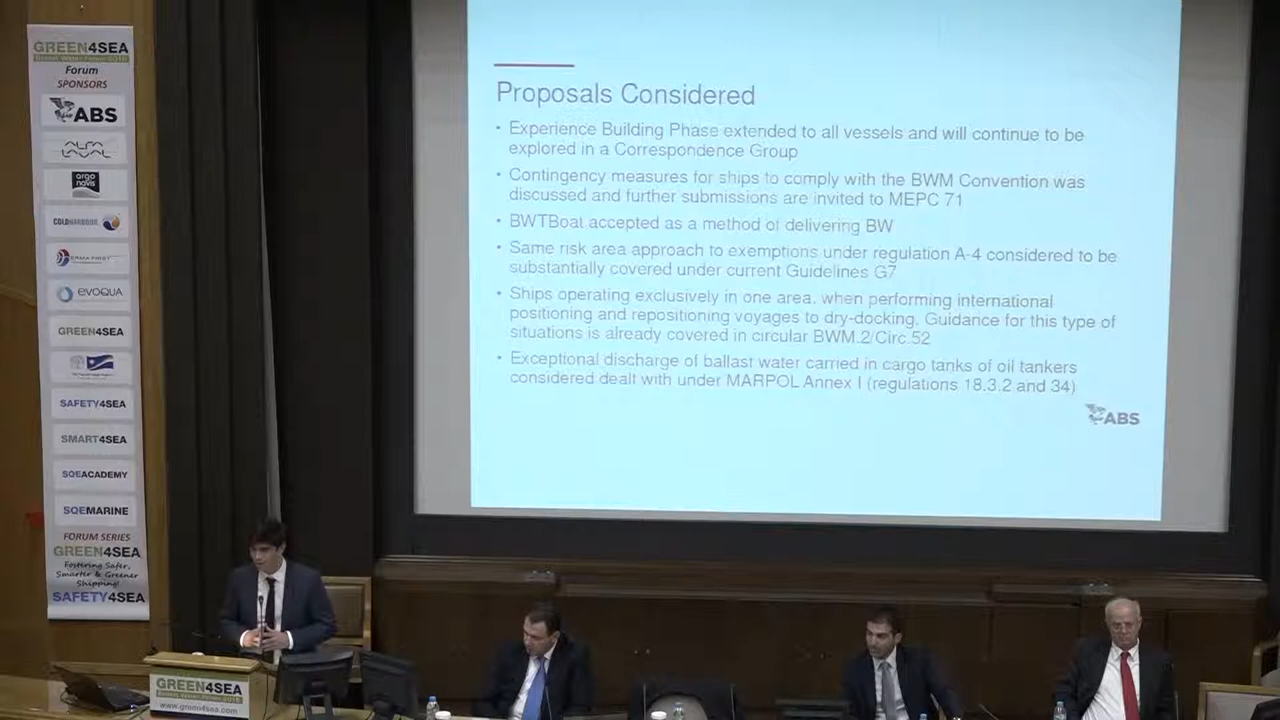 GREEN4SEA
Forum
SPONSORS
ABS
argo
navis
COLDHARBOUR
ERMA FIRST
evoqua
GREEN4SEA
SAFETY4SEA
SMART4SEA
SQEACADEMY
SQEMARINE
FORUM SERIES
GREEN4SEA
Fostering Safer,
Smarter & Greener
Shipping!
SAFETY4SEA
Proposals Considered
• Experience Building Phase extended to all vessels and will continue to be
explored in a Correspondence Group
• Contingency measures for ships to comply with the BWM Convention was
discussed and further submissions are invited to MEPC 71
• BWTBoat accepted as a method of delivering BW
• Same risk area approach to exemptions under regulation A-4 considered to be
substantially covered under current Guidelines G7
• Ships operating exclusively in one area, when performing international
positioning and repositioning voyages to dry-docking. Guidance for this type of
situations is already covered in circular BWM.2/Circ.52
• Exceptional discharge of ballast water carried in cargo tanks of oil tankers
considered dealt with under MARPOL Annex I (regulations 18.3.2 and 34)
ABS
GREEN4SEA
www.green4sea.com